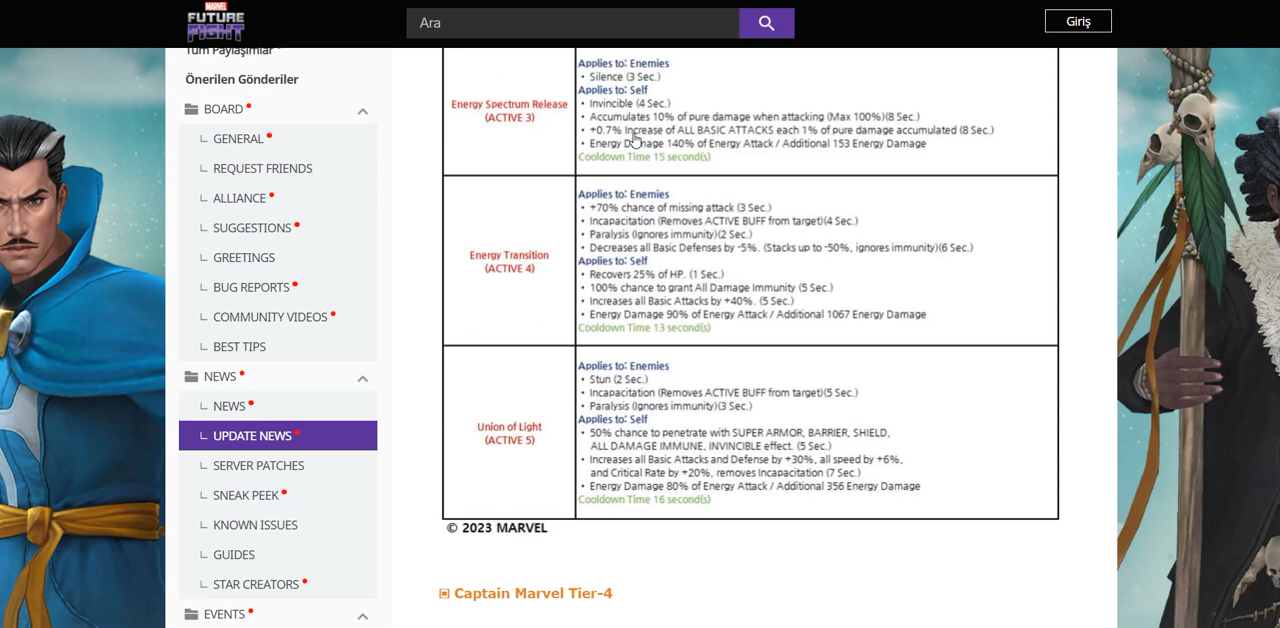 MARVEL
FUTURE
FIGHT
Ara
Giriş
Tüm Paylaşımlar
Önerilen Gönderiler
BOARD
GENERAL
REQUEST FRIENDS
ALLIANCE
SUGGESTIONS
GREETINGS
BUG REPORTS
COMMUNITY VIDEOS
BEST TIPS
NEWS
NEWS
UPDATE NEWS
SERVER PATCHES
SNEAK PEEK
KNOWN ISSUES
GUIDES
STAR CREATORS
EVENTS
Energy Spectrum Release
(ACTIVE 3)
Applies to: Enemies
• Silence (3 Sec.)
Applies to: Self
• Invincible (4 Sec.)
• Accumulates 10% of pure damage when attacking (Max 100%)(8 Sec.)
• +0.7% Increase of ALL BASIC ATTACKS each 1% of pure damage accumulated (8 Sec.)
• Energy Damage 140% of Energy Attack / Additional 153 Energy Damage
Cooldown Time 15 second(s)
Energy Transition
(ACTIVE 4)
Applies to: Enemies
• +70% chance of missing attack (3 Sec.)
• Incapacitation (Removes ACTIVE BUFF from target)(4 Sec.)
• Paralysis (Ignores immunity)(2 Sec.)
• Decreases all Basic Defenses by -5%. (Stacks up to -50%, ignores immunity)(6 Sec.)
Applies to: Self
• Recovers 25% of HP. (1 Sec.)
• 100% chance to grant All Damage Immunity (5 Sec.)
• Increases all Basic Attacks by +40%. (5 Sec.)
• Energy Damage 90% of Energy Attack / Additional 1067 Energy Damage
Cooldown Time 13 second(s)
Union of Light
(ACTIVE 5)
Applies to: Enemies
• Stun (2 Sec.)
• Incapacitation (Removes ACTIVE BUFF from target)(5 Sec.)
• Paralysis (Ignores immunity)(3 Sec.)
Applies to: Self
• 50% chance to penetrate with SUPER ARMOR, BARRIER, SHIELD,
ALL DAMAGE IMMUNE, INVINCIBLE effect. (5 Sec.)
• Increases all Basic Attacks and Defense by +30%, all speed by +6%,
and Critical Rate by +20%, removes Incapacitation (7 Sec.)
• Energy Damage 80% of Energy Attack / Additional 356 Energy Damage
Cooldown Time 16 second(s)
© 2023 MARVEL
Captain Marvel Tier-4